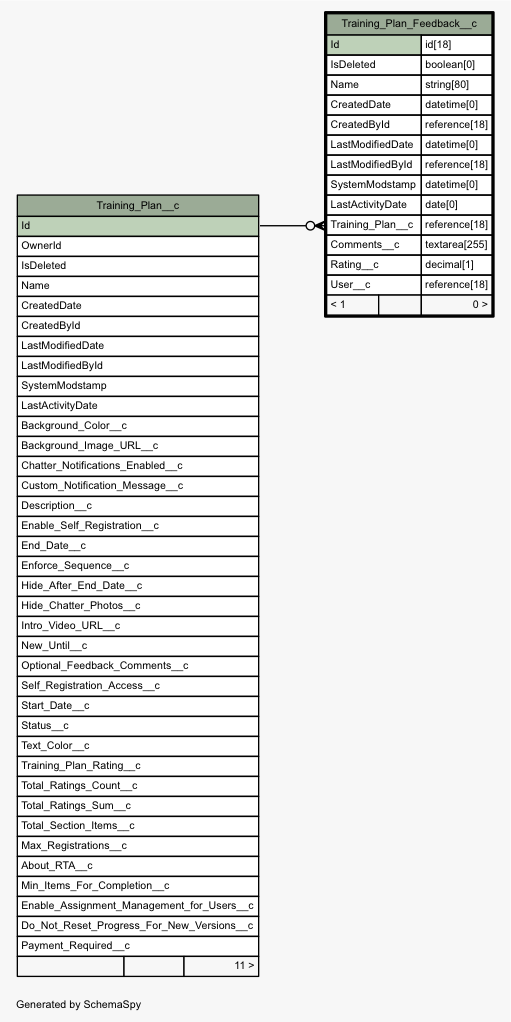 Training_Plan_Feedback__c
Id id[18]
IsDeleted boolean[0]
Name string[80]
CreatedDate datetime[0]
CreatedById reference[18]
LastModifiedDate datetime[0]
LastModifiedById reference[18]
SystemModstamp datetime[0]
LastActivityDate date[0]
Training_Plan__c reference[18]
Comments__c textarea[255]
Rating__c decimal[1]
User__c reference[18]
< 1 0 >
Training_Plan__c
Id
OwnerId
IsDeleted
Name
CreatedDate
CreatedById
LastModifiedDate
LastModifiedById
SystemModstamp
LastActivityDate
Background_Color__c
Background_Image_URL__c
Chatter_Notifications_Enabled__c
Custom_Notification_Message__c
Description__c
Enable_Self_Registration__c
End_Date__c
Enforce_Sequence__c
Hide_After_End_Date__c
Hide_Chatter_Photos__c
Intro_Video_URL__c
New_Until__c
Optional_Feedback_Comments__c
Self_Registration_Access__c
Start_Date__c
Status__c
Text_Color__c
Training_Plan_Rating__c
Total_Ratings_Count__c
Total_Ratings_Sum__c
Total_Section_Items__c
Max_Registrations__c
About_RTA__c
Min_Items_For_Completion__c
Enable_Assignment_Management_for_Users__c
Do_Not_Reset_Progress_For_New_Versions__c
Payment_Required__c
11 >
Generated by SchemaSpy